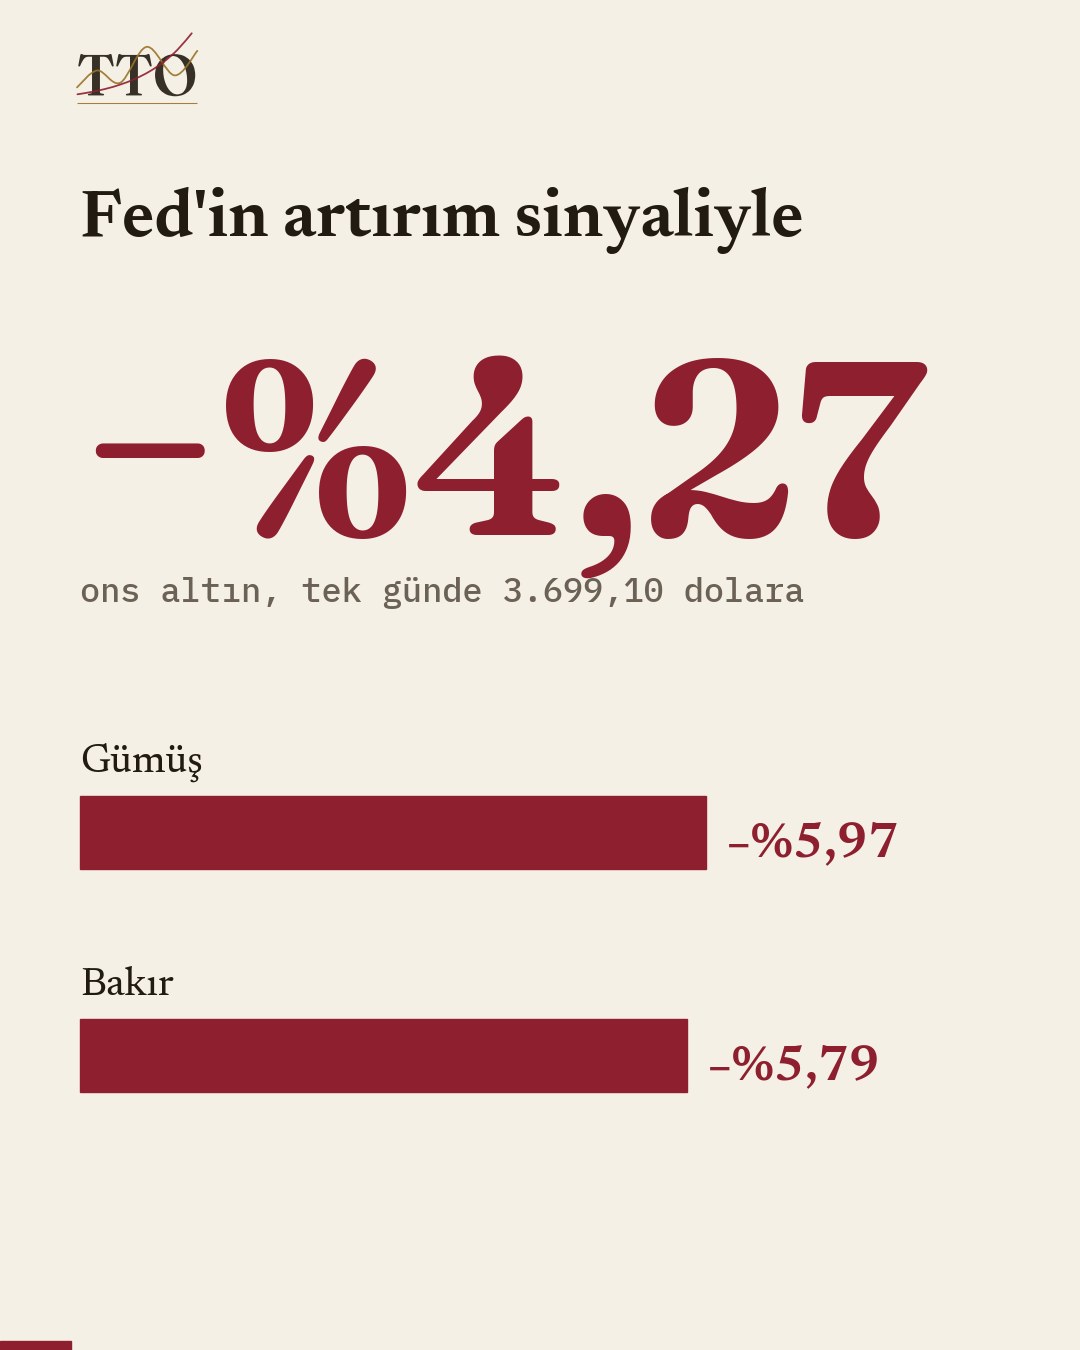 TTO
Fed'in artırım sinyaliyle
–%4,27
ons altın, tek günde 3.699,10 dolara
Gümüş
–%5,97
Bakır
–%5,79